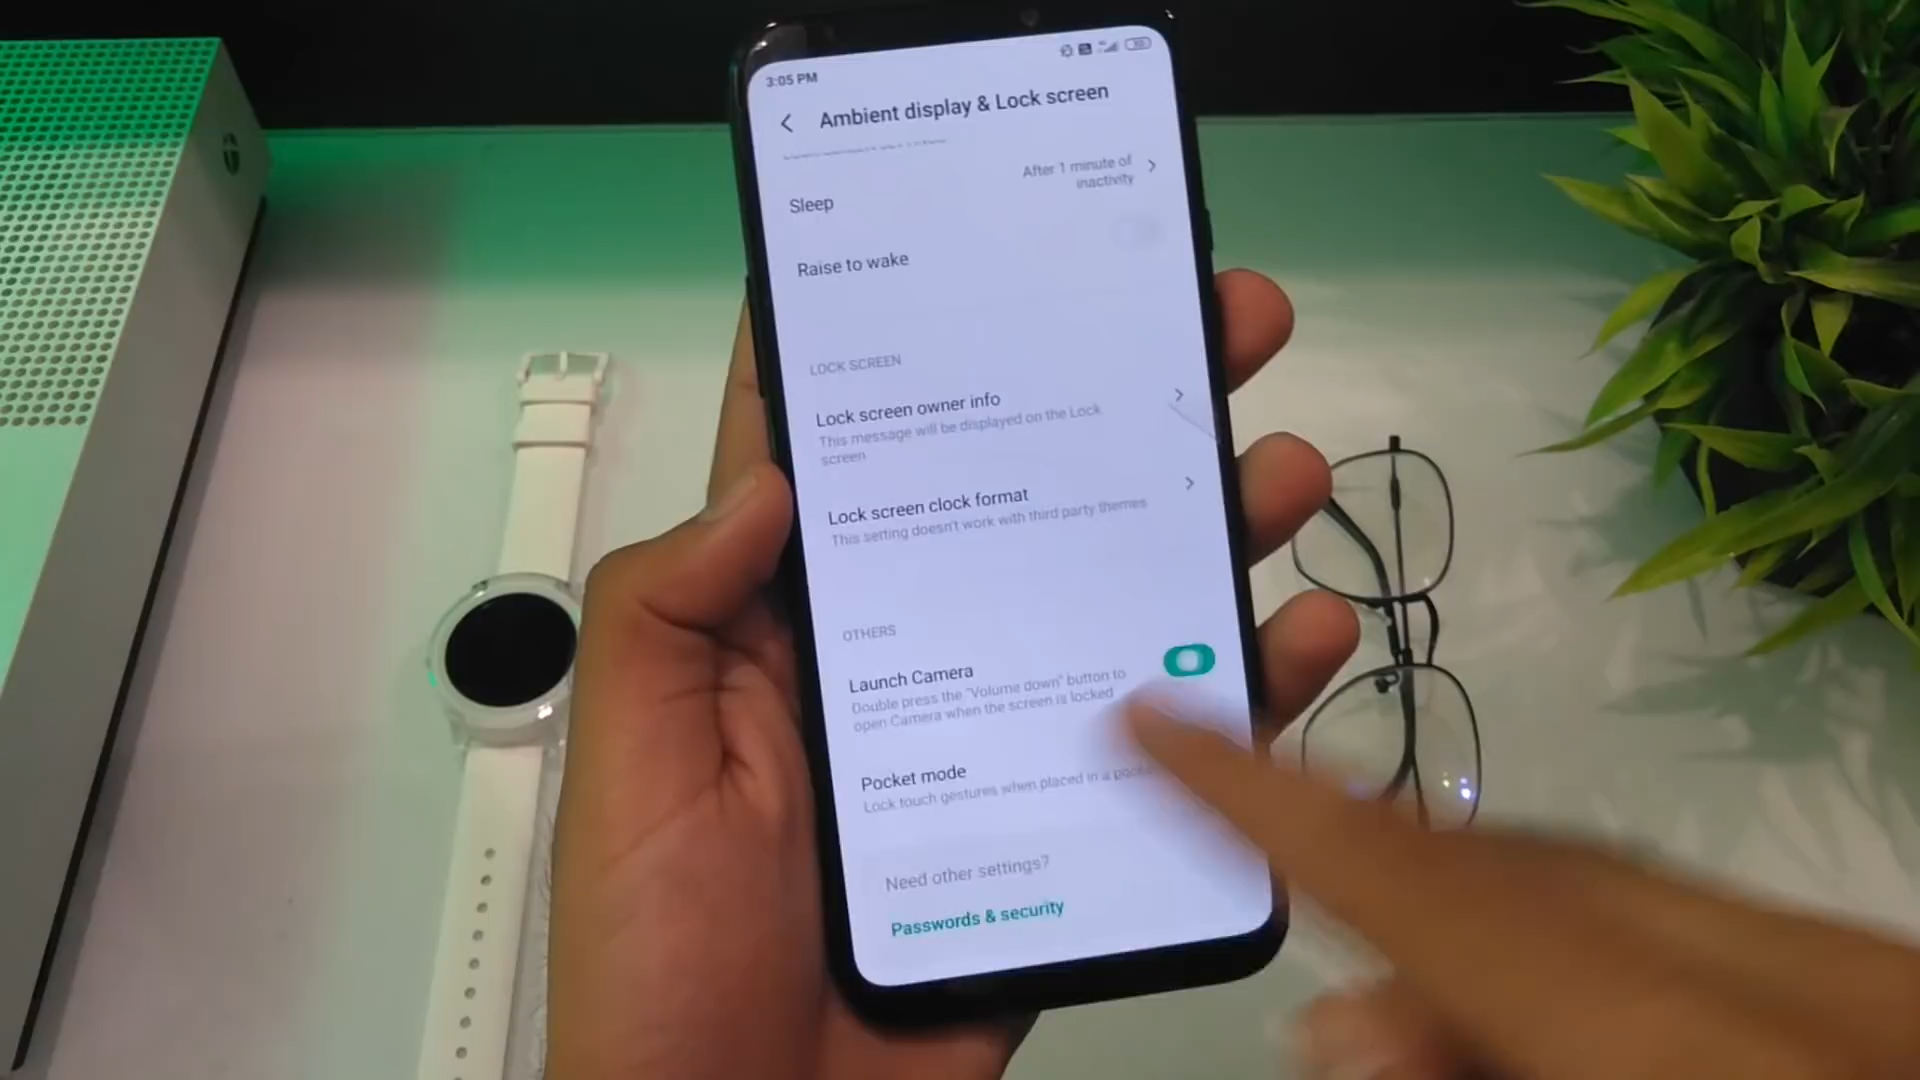 3:05 PM
Ambient display & Lock screen
After 1 minute of
inactivity
Sleep
Raise to wake
LOCK SCREEN
Lock screen owner info
This message will be displayed on the Lock
screen
Lock screen clock format
This setting doesn't work with third party themes
OTHERS
Launch Camera
Double press the "Volume down" button to
open Camera when the screen is locked
Pocket mode
Lock touch gestures when placed in a
Need other settings?
Passwords & security